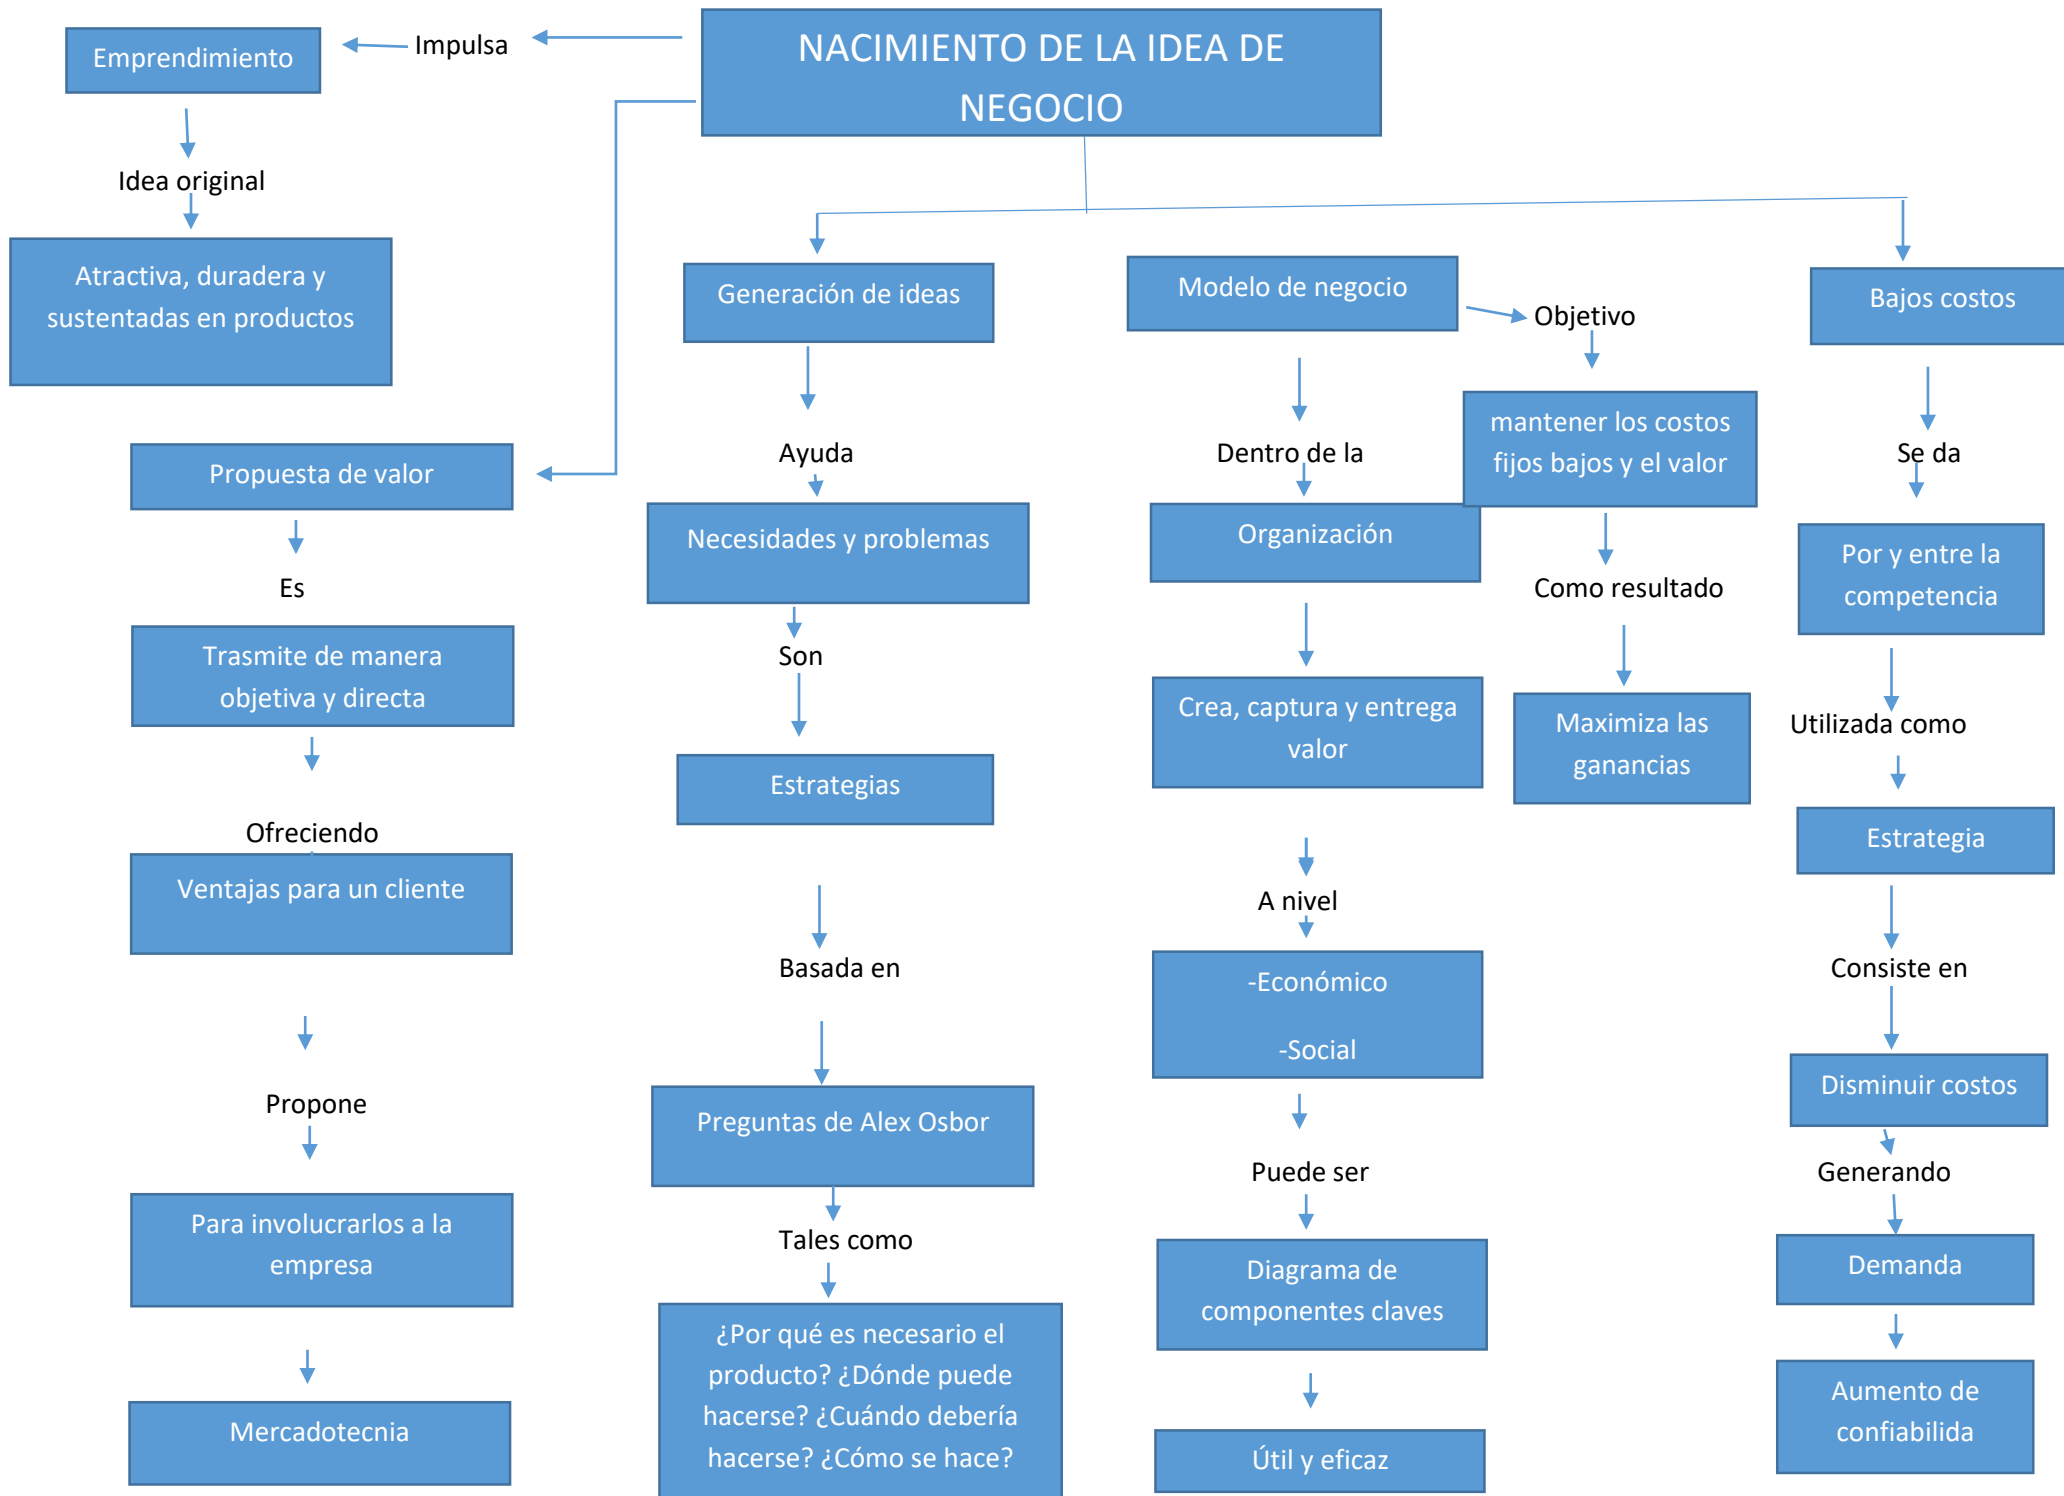 NACIMIENTO DE LA IDEA DE
NEGOCIO
Impulsa
Emprendimiento
Idea original
Atractiva, duradera y
sustentadas en productos
Propuesta de valor
Es
Trasmite de manera
objetiva y directa
Ofreciendo
Ventajas para un cliente
Propone
Para involucrarlos a la
empresa
Mercadotecnia
Generación de ideas
Ayuda
Necesidades y problemas
Son
Estrategias
Basada en
Preguntas de Alex Osbor
Tales como
¿Por qué es necesario el
producto? ¿Dónde puede
hacerse? ¿Cuándo debería
hacerse? ¿Cómo se hace?
Modelo de negocio
Dentro de la
Organización
Crea, captura y entrega
valor
A nivel
-Económico
-Social
Puede ser
Diagrama de
componentes claves
Útil y eficaz
Objetivo
mantener los costos
fijos bajos y el valor
Como resultado
Maximiza las
ganancias
Bajos costos
Se da
Por y entre la
competencia
Utilizada como
Estrategia
Consiste en
Disminuir costos
Generando
Demanda
Aumento de
confiabilida